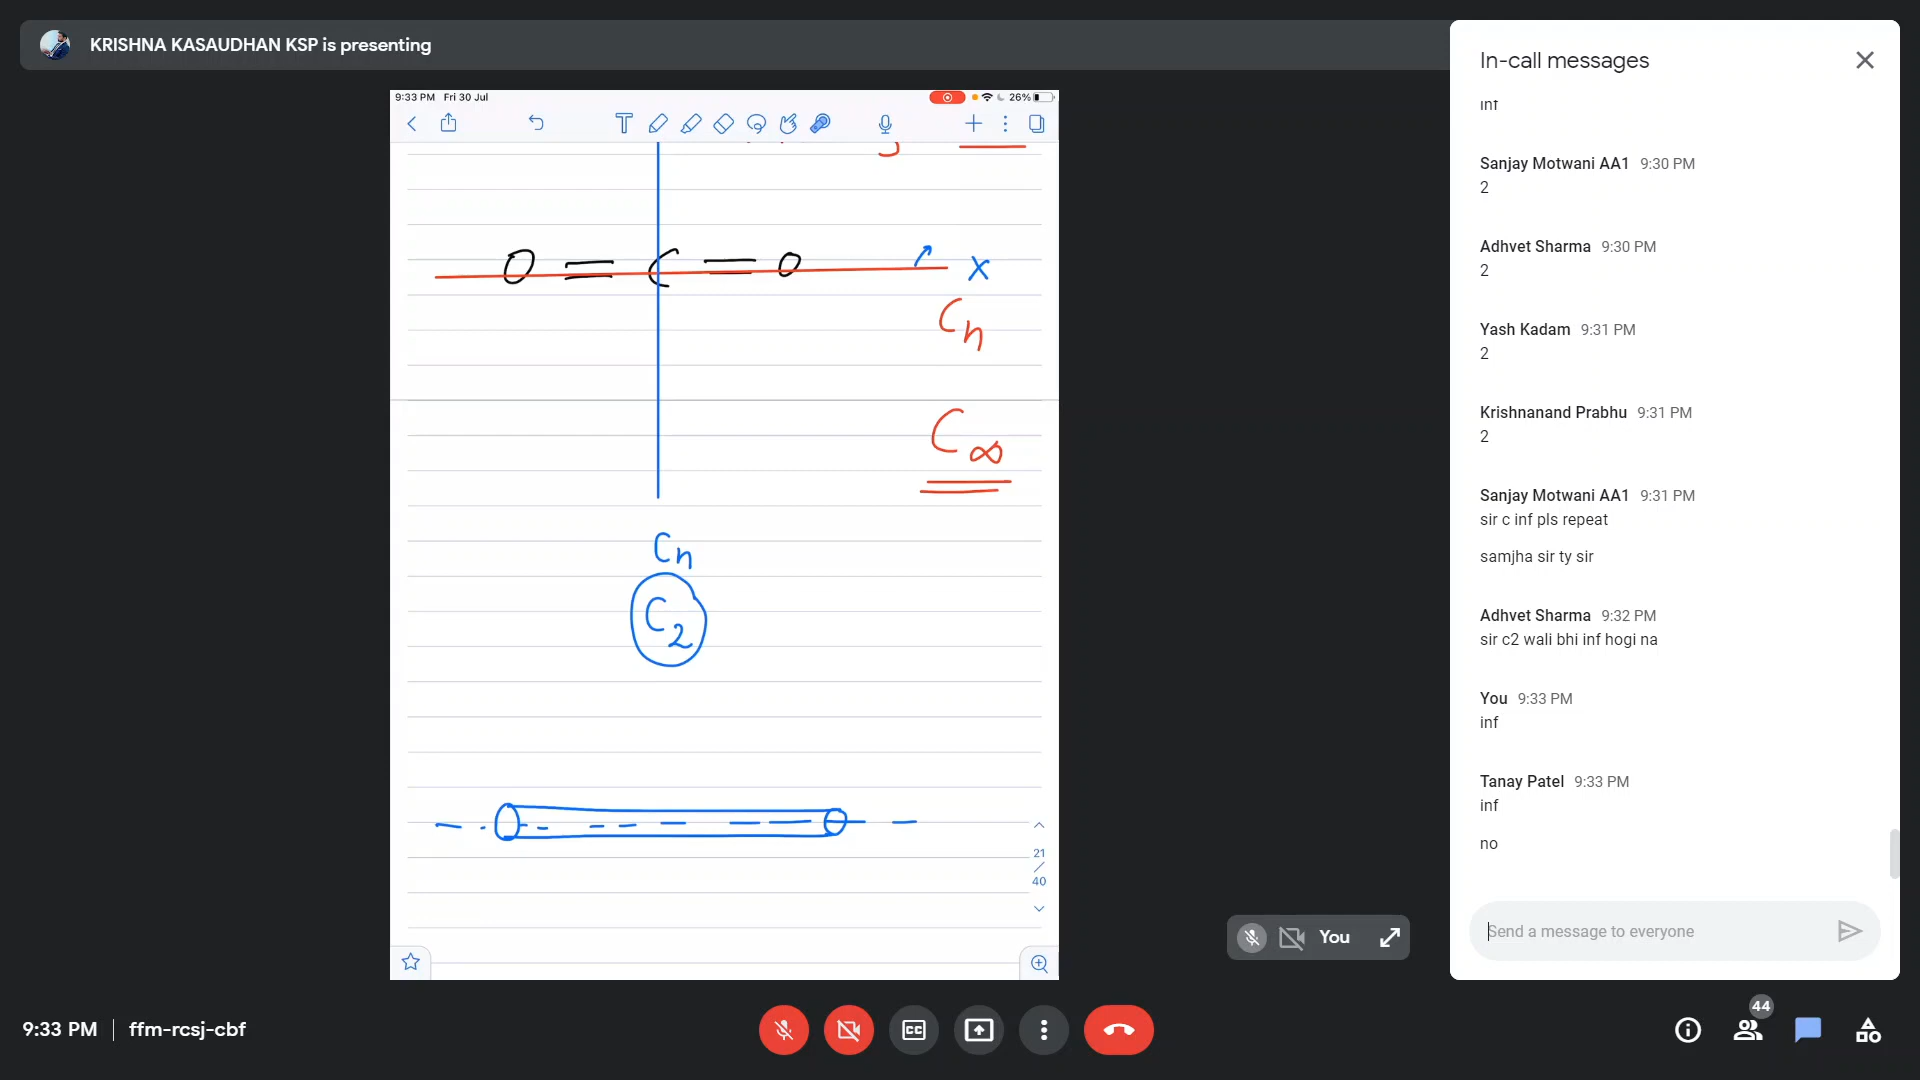 KRISHNA KASAUDHAN KSP is presenting
9:33 PM Fri 30 Jul
26%
O = C = O
x
Cn
C∞
Cn
C2
21
/
40
You
In-call messages
inf
Sanjay Motwani AA1 9:30 PM
2
Adhvet Sharma 9:30 PM
2
Yash Kadam 9:31 PM
2
Krishnanand Prabhu 9:31 PM
2
Sanjay Motwani AA1 9:31 PM
sir c inf pls repeat
samjha sir ty sir
Adhvet Sharma 9:32 PM
sir c2 wali bhi inf hogi na
You 9:33 PM
inf
Tanay Patel 9:33 PM
inf
no
Send a message to everyone
9:33 PM | ffm-rcsj-cbf
CC
44